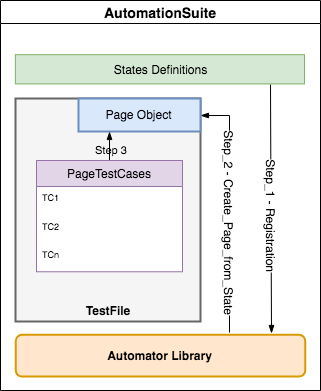 AutomationSuite
States Definitions
Page Object
Step 3
PageTestCases
TC1
TC2
TCn
Step_2 - Create_Page_from_State
Step_1 - Registration
TestFile
Automator Library